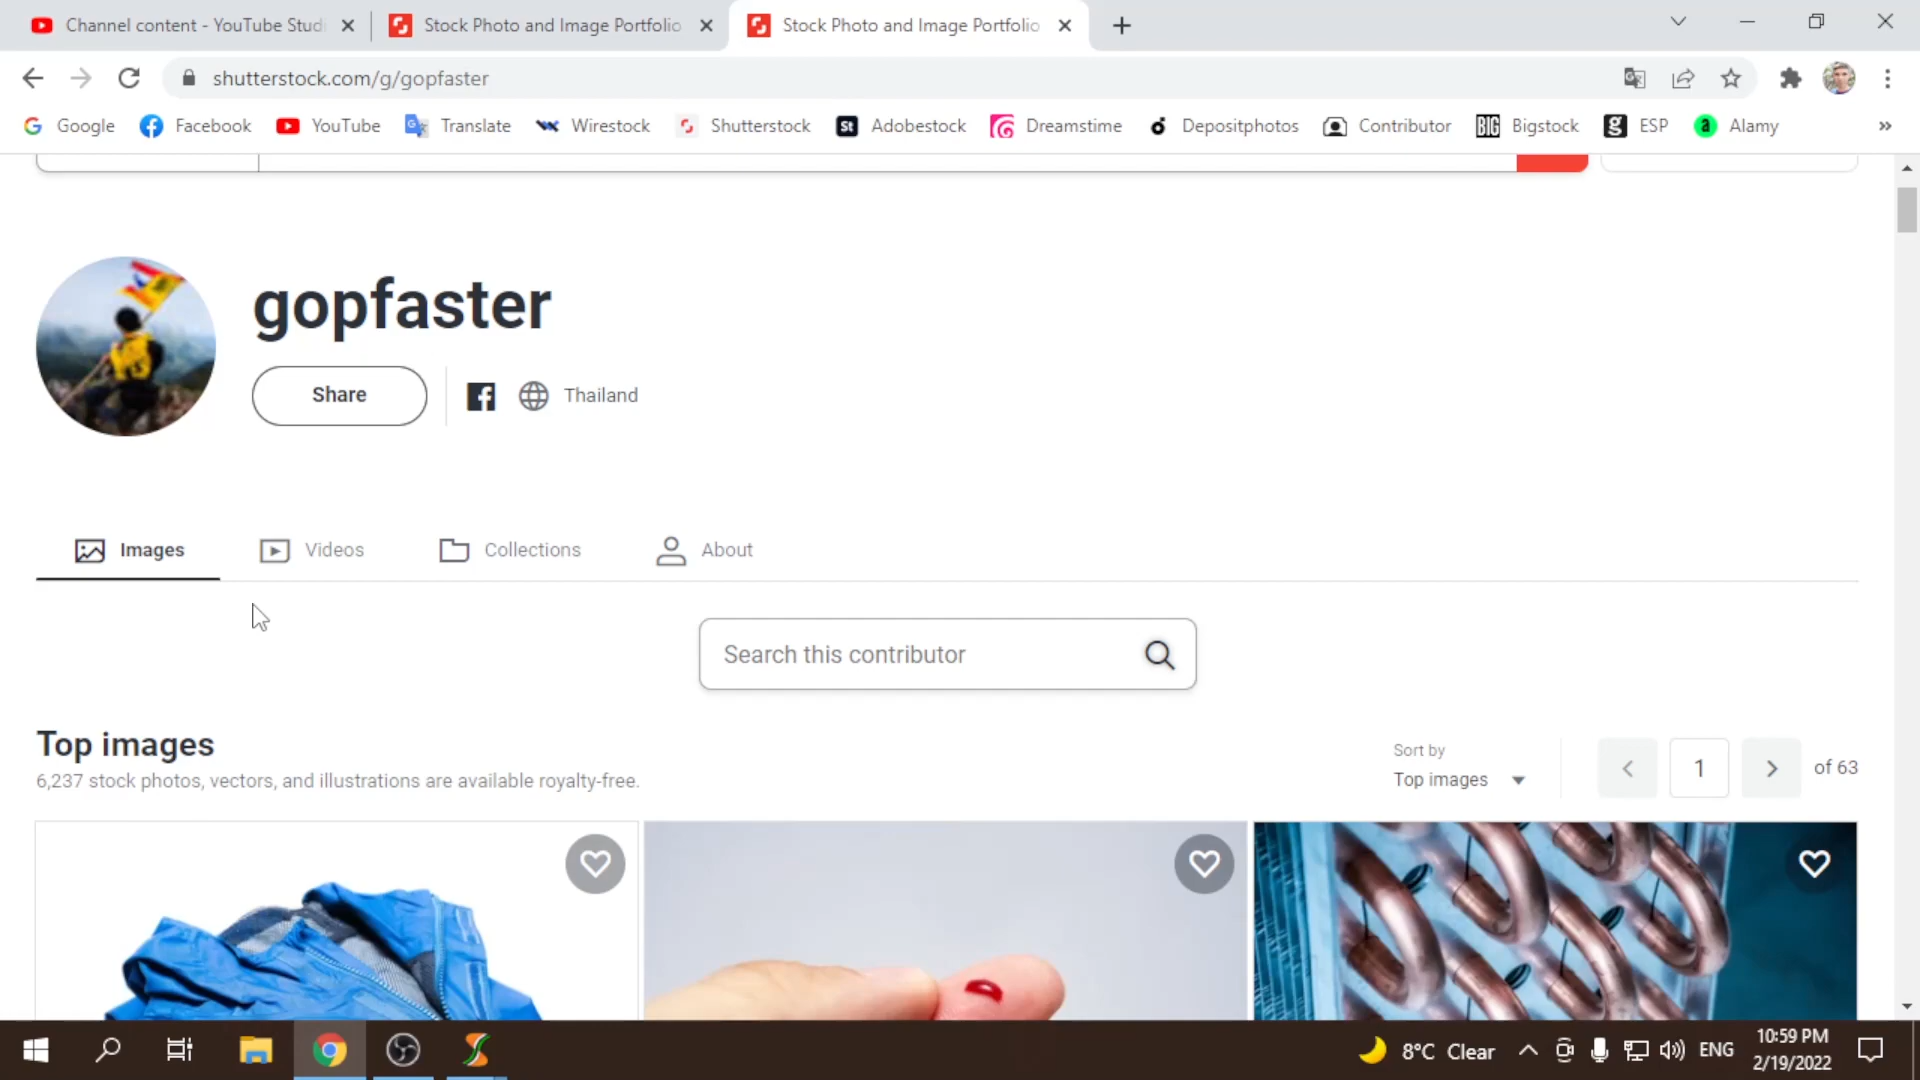 Channel content - YouTube Studi
Stock Photo and Image Portfolio
Stock Photo and Image Portfolio
shutterstock.com/g/gopfaster
Google Facebook YouTube Translate Wirestock Shutterstock Adobestock Dreamstime Depositphotos Contributor Bigstock ESP Alamy »
gopfaster
Share Thailand
Images Videos Collections About
Search this contributor
Top images
6,237 stock photos, vectors, and illustrations are available royalty-free.
Sort by
Top images
1 of 63
8°C Clear ENG
10:59 PM
2/19/2022